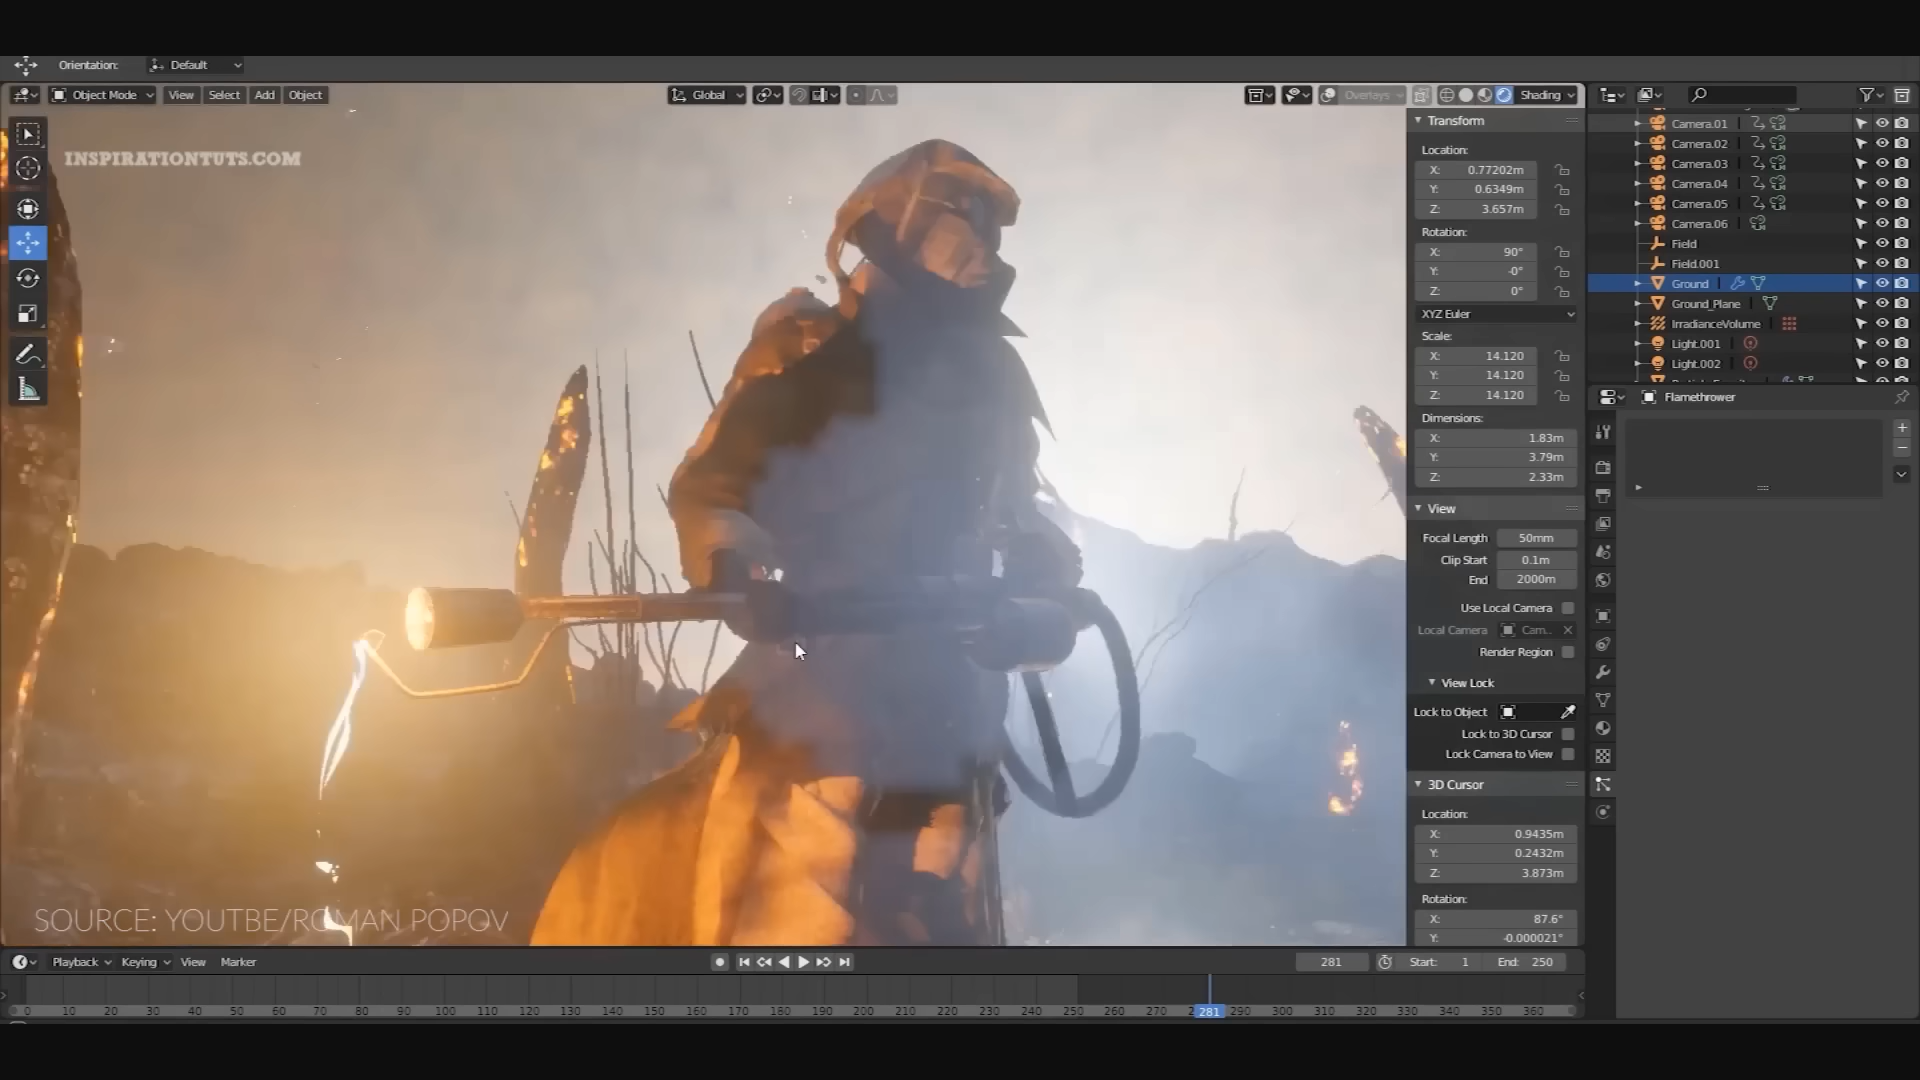 Orientation: Default
Object Mode View Select Add Object Global Overlays Shading
INSPIRATIONTUTS.COM
Transform
Location:
X: 0.77202m
Y: 0.6349m
Z: 3.657m
Rotation:
X: 90°
Y: -0°
Z: 0°
XYZ Euler
Scale:
X: 14.120
Y: 14.120
Z: 14.120
Dimensions:
X: 1.83m
Y: 3.79m
Z: 2.33m
View
Focal Length 50mm
Clip Start 0.1m
End 2000m
Use Local Camera
Local Camera Cam..
Render Region
View Lock
Lock to Object
Lock to 3D Cursor
Lock Camera to View
3D Cursor
Location:
X: 0.9435m
Y: 0.2432m
Z: 3.873m
Rotation:
X: 87.6°
Y: -0.000021°
Camera.01
Camera.02
Camera.03
Camera.04
Camera.05
Camera.06
Field
Field.001
Ground
Ground_Plane
IrradianceVolume
Light.001
Light.002
Flamethrower
SOURCE: YOUTBE/ROMAN POPOV
Playback Keying View Marker 281 Start: 1 End: 250
0 10 20 30 40 50 60 70 80 90 100 110 120 130 140 150 160 170 180 190 200 210 220 230 240 250 260 270 281 290 300 310 320 330 340 350 360